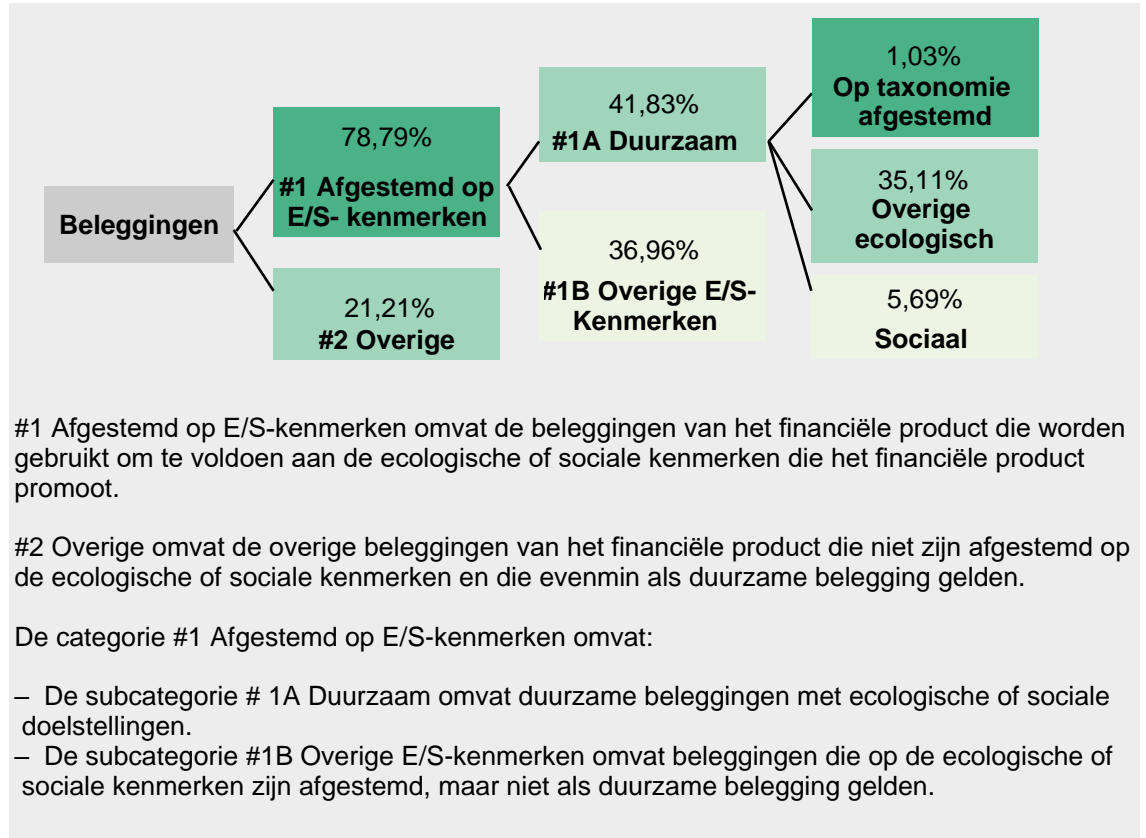 Beleggingen
78,79%
#1 Afgestemd op
E/S- kenmerken
21,21%
#2 Overige
41,83%
#1A Duurzaam
36,96%
#1B Overige E/S-
Kenmerken
1,03%
Op taxonomie
afgestemd
35,11%
Overige
ecologisch
5,69%
Sociaal
#1 Afgestemd op E/S-kenmerken omvat de beleggingen van het financiële product die worden
gebruikt om te voldoen aan de ecologische of sociale kenmerken die het financiële product
promoot.
#2 Overige omvat de overige beleggingen van het financiële product die niet zijn afgestemd op
de ecologische of sociale kenmerken en die evenmin als duurzame belegging gelden.
De categorie #1 Afgestemd op E/S-kenmerken omvat:
– De subcategorie # 1A Duurzaam omvat duurzame beleggingen met ecologische of sociale
doelstellingen.
– De subcategorie #1B Overige E/S-kenmerken omvat beleggingen die op de ecologische of
sociale kenmerken zijn afgestemd, maar niet als duurzame belegging gelden.